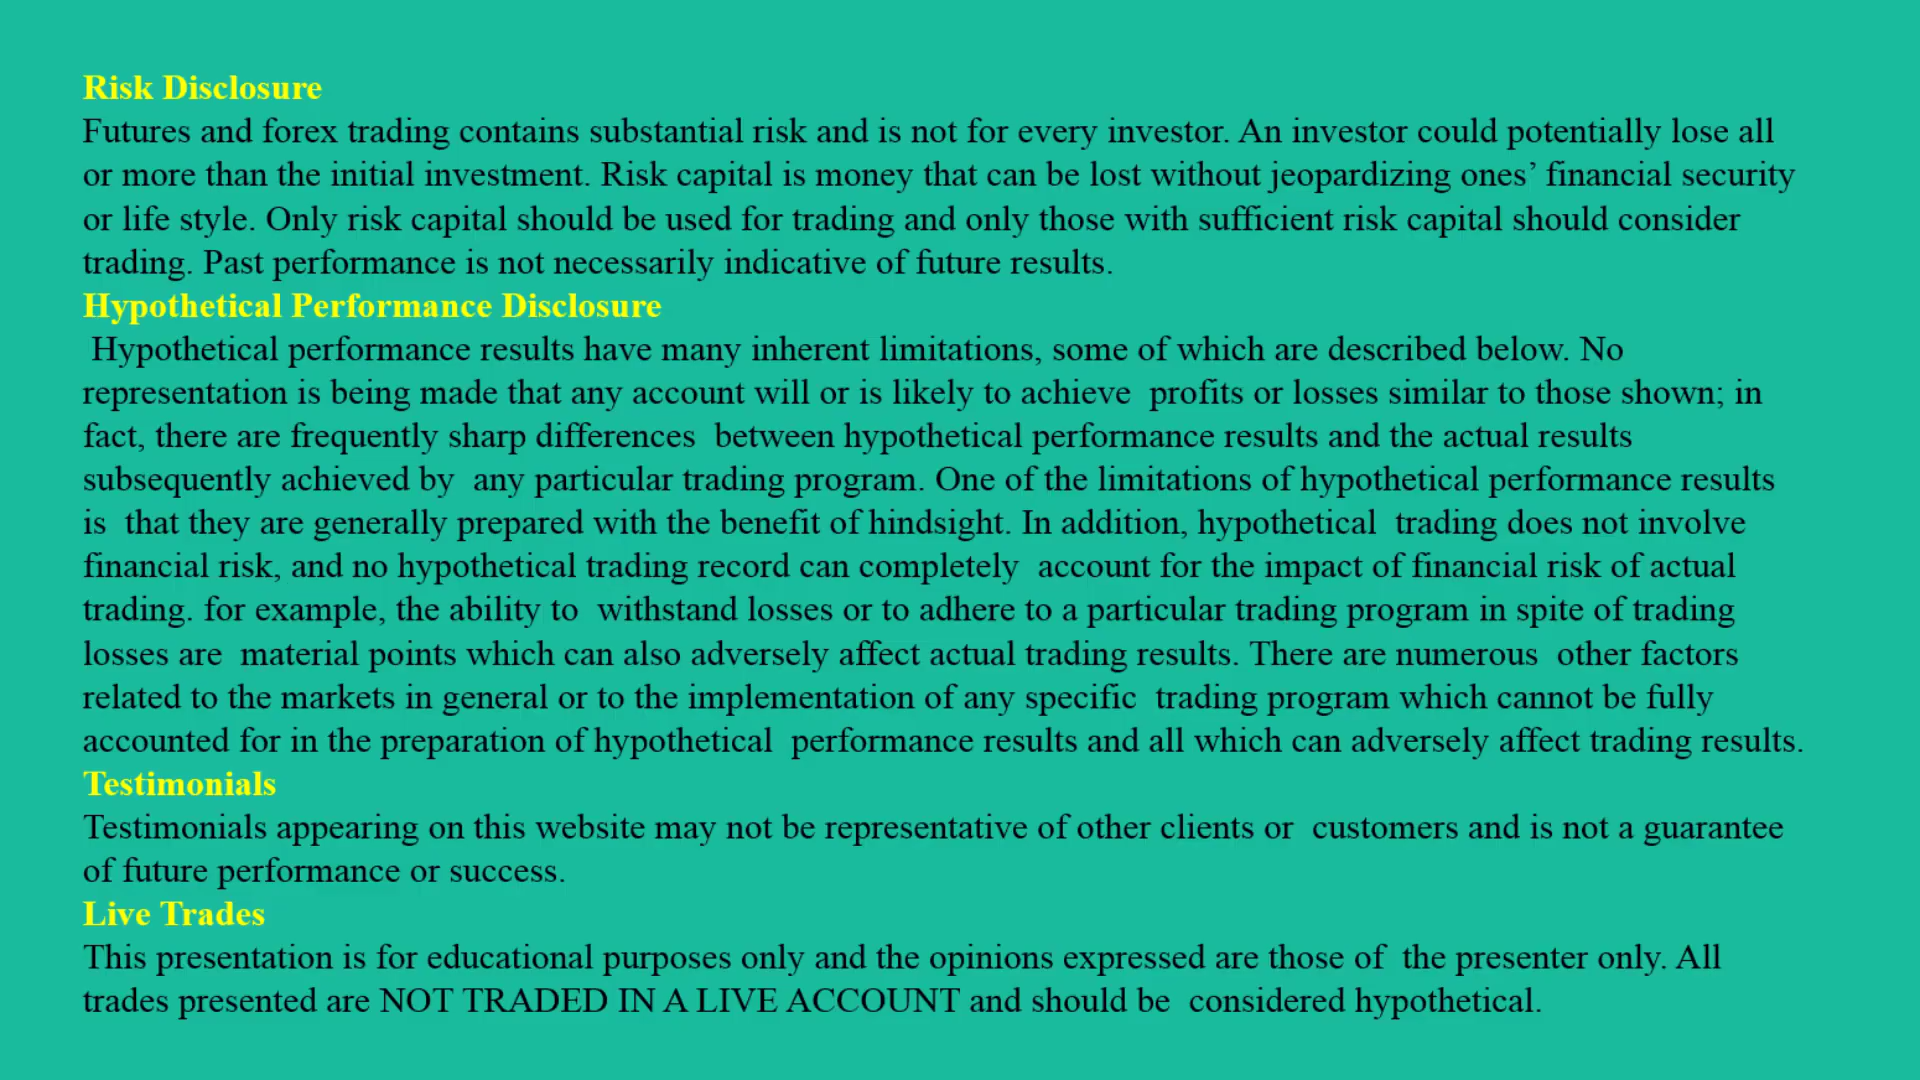 Risk Disclosure
Futures and forex trading contains substantial risk and is not for every investor. An investor could potentially lose all
or more than the initial investment. Risk capital is money that can be lost without jeopardizing ones’ financial security
or life style. Only risk capital should be used for trading and only those with sufficient risk capital should consider
trading. Past performance is not necessarily indicative of future results.
Hypothetical Performance Disclosure
Hypothetical performance results have many inherent limitations, some of which are described below. No
representation is being made that any account will or is likely to achieve  profits or losses similar to those shown; in
fact, there are frequently sharp differences  between hypothetical performance results and the actual results
subsequently achieved by  any particular trading program. One of the limitations of hypothetical performance results
is  that they are generally prepared with the benefit of hindsight. In addition, hypothetical  trading does not involve
financial risk, and no hypothetical trading record can completely  account for the impact of financial risk of actual
trading. for example, the ability to  withstand losses or to adhere to a particular trading program in spite of trading
losses are  material points which can also adversely affect actual trading results. There are numerous  other factors
related to the markets in general or to the implementation of any specific  trading program which cannot be fully
accounted for in the preparation of hypothetical  performance results and all which can adversely affect trading results.
Testimonials
Testimonials appearing on this website may not be representative of other clients or  customers and is not a guarantee
of future performance or success.
Live Trades
This presentation is for educational purposes only and the opinions expressed are those of  the presenter only. All
trades presented are NOT TRADED IN A LIVE ACCOUNT and should be  considered hypothetical.